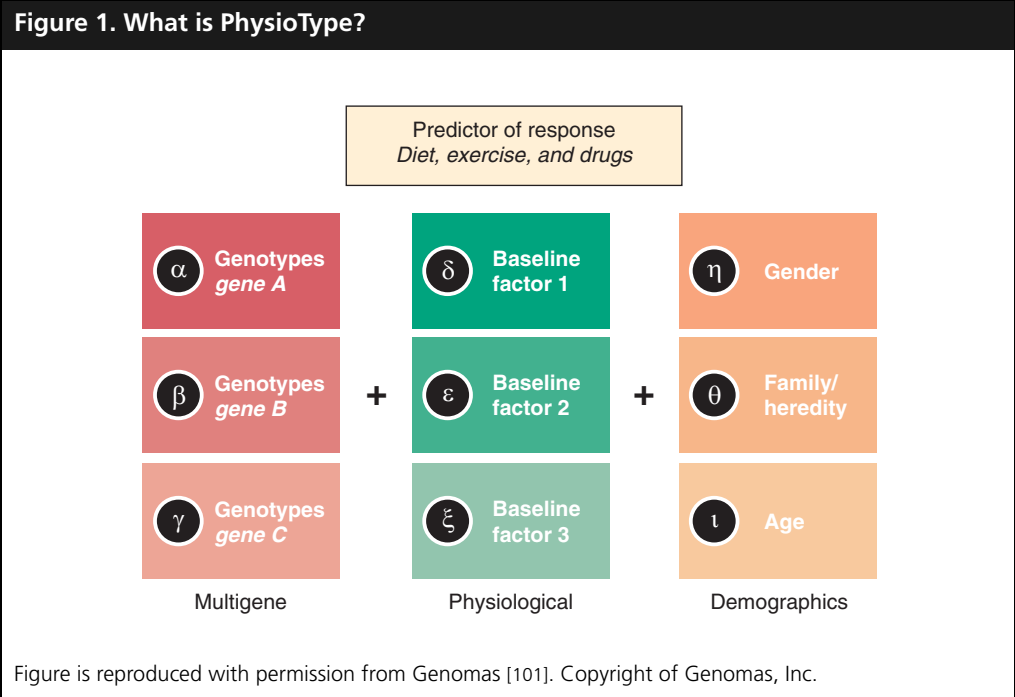 Figure 1. What is PhysioType?
Predictor of response
Diet, exercise, and drugs
α Genotypes
gene A
β Genotypes
gene B
γ Genotypes
gene C
Multigene
+
δ Baseline
factor 1
ε Baseline
factor 2
ξ Baseline
factor 3
Physiological
+
η Gender
θ Family/
heredity
ι Age
Demographics
Figure is reproduced with permission from Genomas [101]. Copyright of Genomas, Inc.